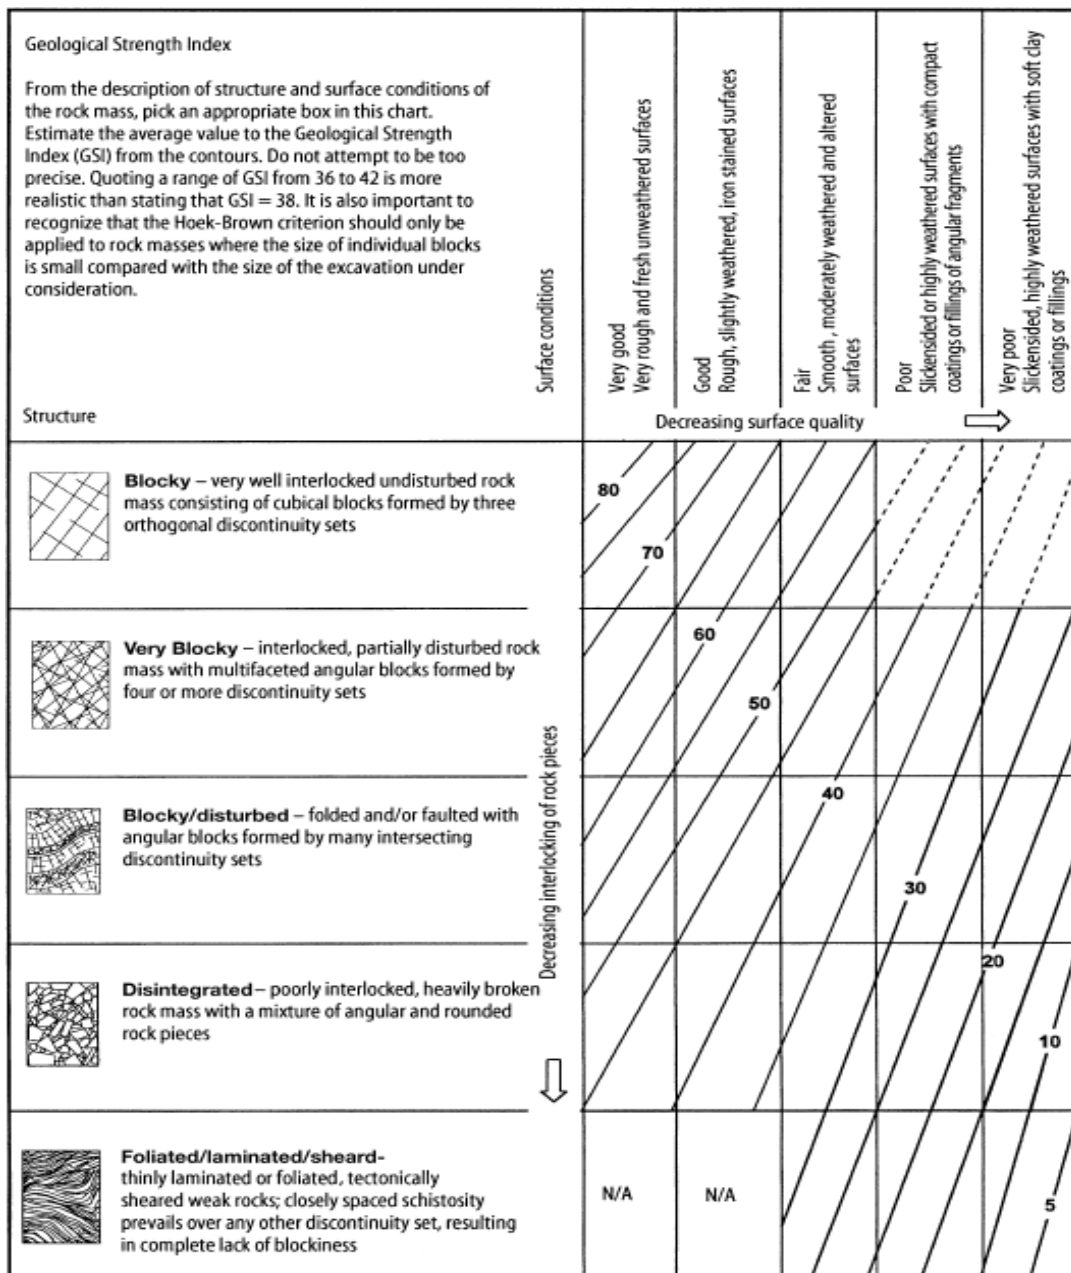 Geological Strength Index
From the description of structure and surface conditions of
the rock mass, pick an appropriate box in this chart.
Estimate the average value to the Geological Strength
Index (GSI) from the contours. Do not attempt to be too
precise. Quoting a range of GSI from 36 to 42 is more
realistic than stating that GSI = 38. It is also important to
recognize that the Hoek-Brown criterion should only be
applied to rock masses where the size of individual blocks
is small compared with the size of the excavation under
consideration.
Structure
Surface conditions
Very good
Very rough and fresh unweathered surfaces
Good
Rough, slightly weathered, iron stained surfaces
Fair
Smooth , moderately weathered and altered
surfaces
Poor
Slickensided or highly weathered surfaces with compact
coatings or fillings of angular fragments
Very poor
Slickensided, highly weathered surfaces with soft clay
coatings or fillings
Decreasing surface quality
Blocky – very well interlocked undisturbed rock
mass consisting of cubical blocks formed by three
orthogonal discontinuity sets
80
70
Very Blocky – interlocked, partially disturbed rock
mass with multifaceted angular blocks formed by
four or more discontinuity sets
60
50
Decreasing interlocking of rock pieces
Blocky/disturbed – folded and/or faulted with
angular blocks formed by many intersecting
discontinuity sets
40
30
Disintegrated – poorly interlocked, heavily broken
rock mass with a mixture of angular and rounded
rock pieces
20
10
Foliated/laminated/sheard-
thinly laminated or foliated, tectonically
sheared weak rocks; closely spaced schistosity
prevails over any other discontinuity set, resulting
in complete lack of blockiness
N/A
N/A
5